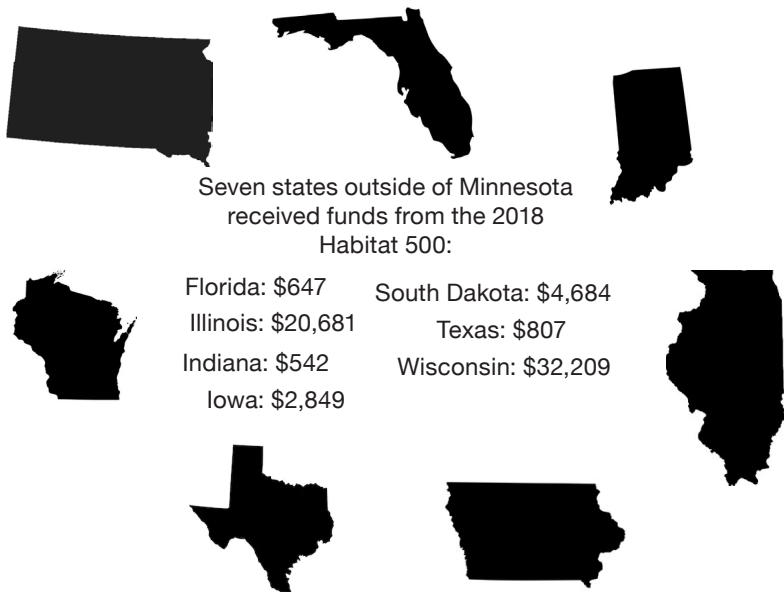 Seven states outside of Minnesota
received funds from the 2018
Habitat 500:
Florida: $647
Illinois: $20,681
Indiana: $542
Iowa: $2,849
South Dakota: $4,684
Texas: $807
Wisconsin: $32,209